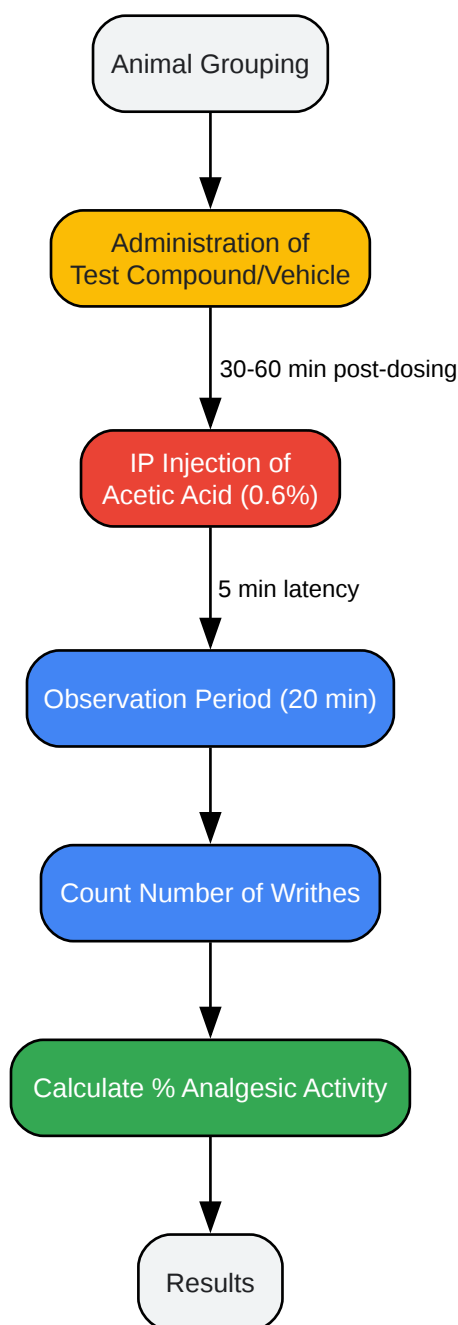 Animal Grouping
Administration of
Test Compound/Vehicle
30-60 min post-dosing
IP Injection of
Acetic Acid (0.6%)
5 min latency
Observation Period (20 min)
Count Number of Writhes
Calculate % Analgesic Activity
Results